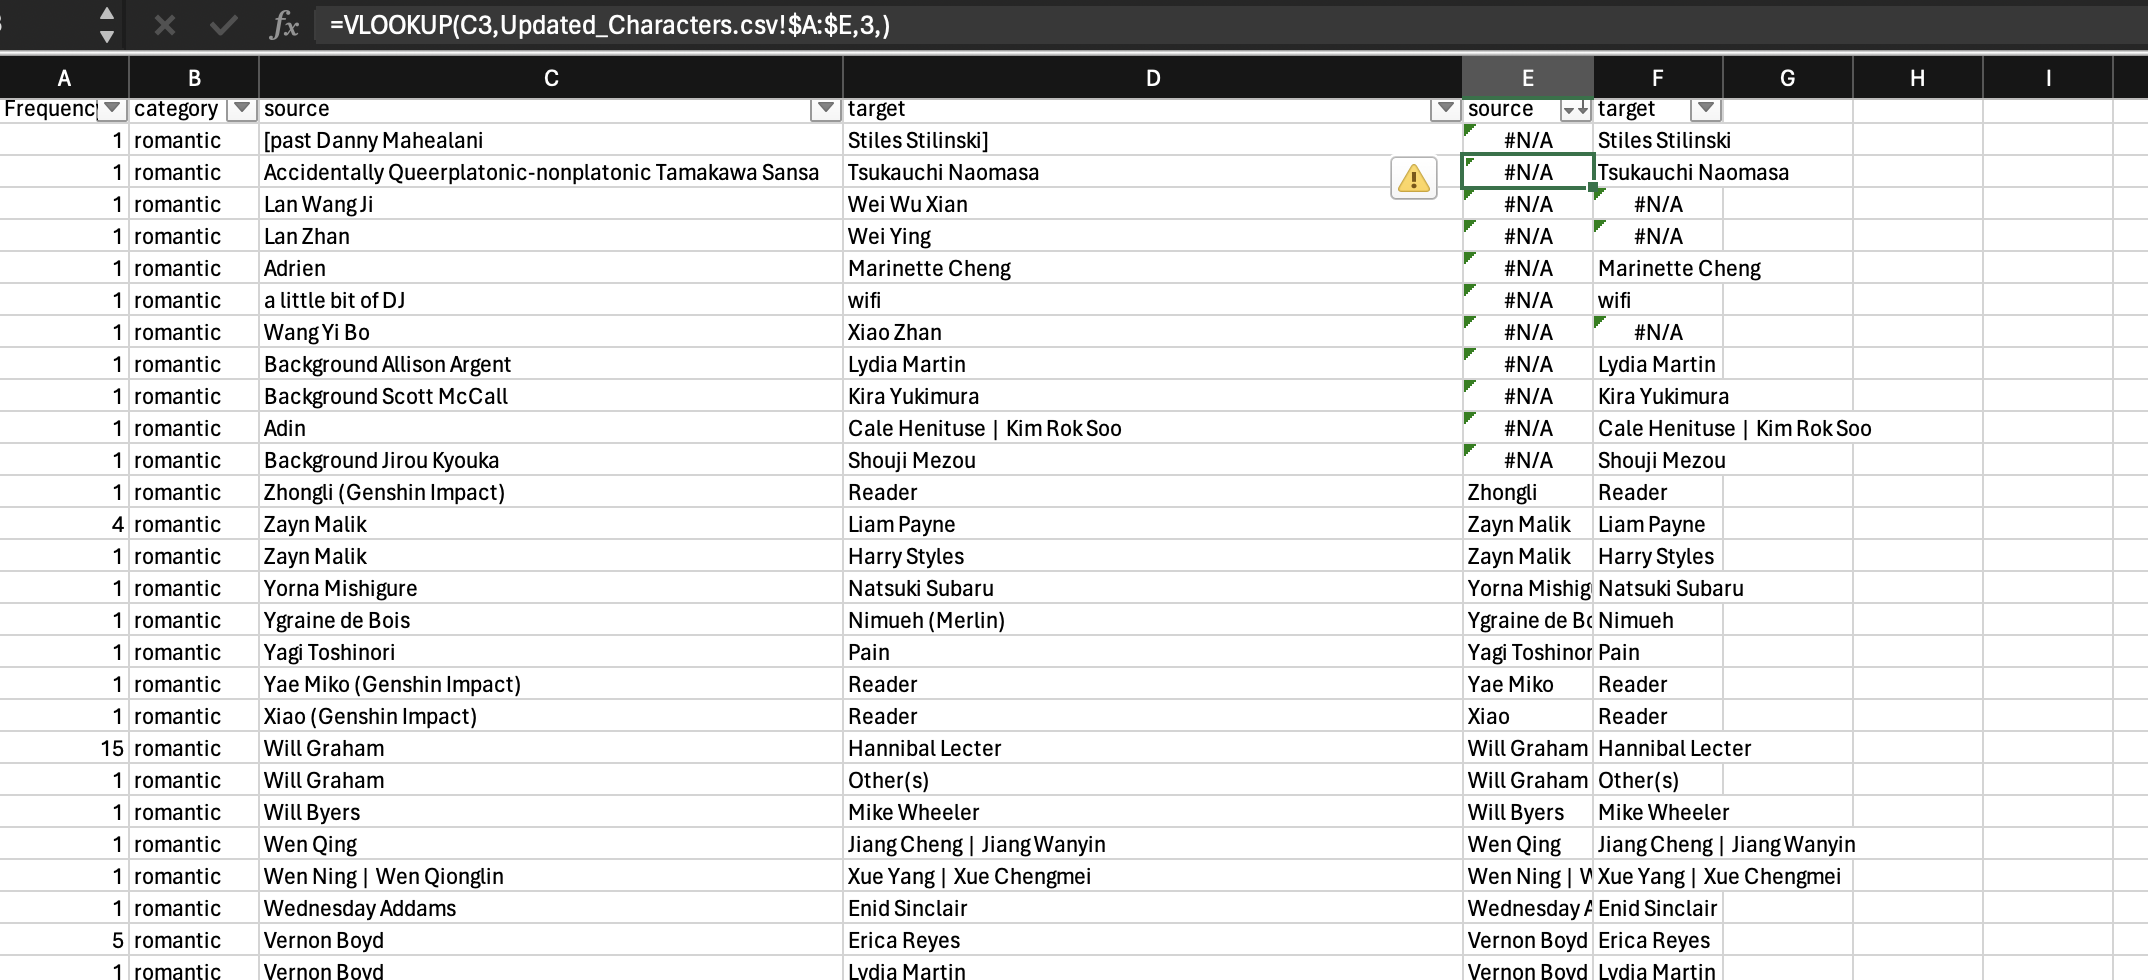 fx =VLOOKUP(C3,Updated_Characters.csv!$A:$E,3,)
A B C D E F G H I
Frequenc category source target source target
1 romantic [past Danny Mahealani Stiles Stilinski] #N/A Stiles Stilinski
1 romantic Accidentally Queerplatonic-nonplatonic Tamakawa Sansa Tsukauchi Naomasa #N/A Tsukauchi Naomasa
1 romantic Lan Wang Ji Wei Wu Xian #N/A #N/A
1 romantic Lan Zhan Wei Ying #N/A #N/A
1 romantic Adrien Marinette Cheng #N/A Marinette Cheng
1 romantic a little bit of DJ wifi #N/A wifi
1 romantic Wang Yi Bo Xiao Zhan #N/A #N/A
1 romantic Background Allison Argent Lydia Martin #N/A Lydia Martin
1 romantic Background Scott McCall Kira Yukimura #N/A Kira Yukimura
1 romantic Adin Cale Henituse | Kim Rok Soo #N/A Cale Henituse | Kim Rok Soo
1 romantic Background Jirou Kyouka Shouji Mezou #N/A Shouji Mezou
1 romantic Zhongli (Genshin Impact) Reader Zhongli Reader
4 romantic Zayn Malik Liam Payne Zayn Malik Liam Payne
1 romantic Zayn Malik Harry Styles Zayn Malik Harry Styles
1 romantic Yorna Mishigure Natsuki Subaru Yorna Mishig Natsuki Subaru
1 romantic Ygraine de Bois Nimueh (Merlin) Ygraine de Bo Nimueh
1 romantic Yagi Toshinori Pain Yagi Toshinor Pain
1 romantic Yae Miko (Genshin Impact) Reader Yae Miko Reader
1 romantic Xiao (Genshin Impact) Reader Xiao Reader
15 romantic Will Graham Hannibal Lecter Will Graham Hannibal Lecter
1 romantic Will Graham Other(s) Will Graham Other(s)
1 romantic Will Byers Mike Wheeler Will Byers Mike Wheeler
1 romantic Wen Qing Jiang Cheng | Jiang Wanyin Wen Qing Jiang Cheng | Jiang Wanyin
1 romantic Wen Ning | Wen Qionglin Xue Yang | Xue Chengmei Wen Ning | W Xue Yang | Xue Chengmei
1 romantic Wednesday Addams Enid Sinclair Wednesday A Enid Sinclair
5 romantic Vernon Boyd Erica Reyes Vernon Boyd Erica Reyes
1 romantic Vernon Boyd Lydia Martin Vernon Boyd Lydia Martin